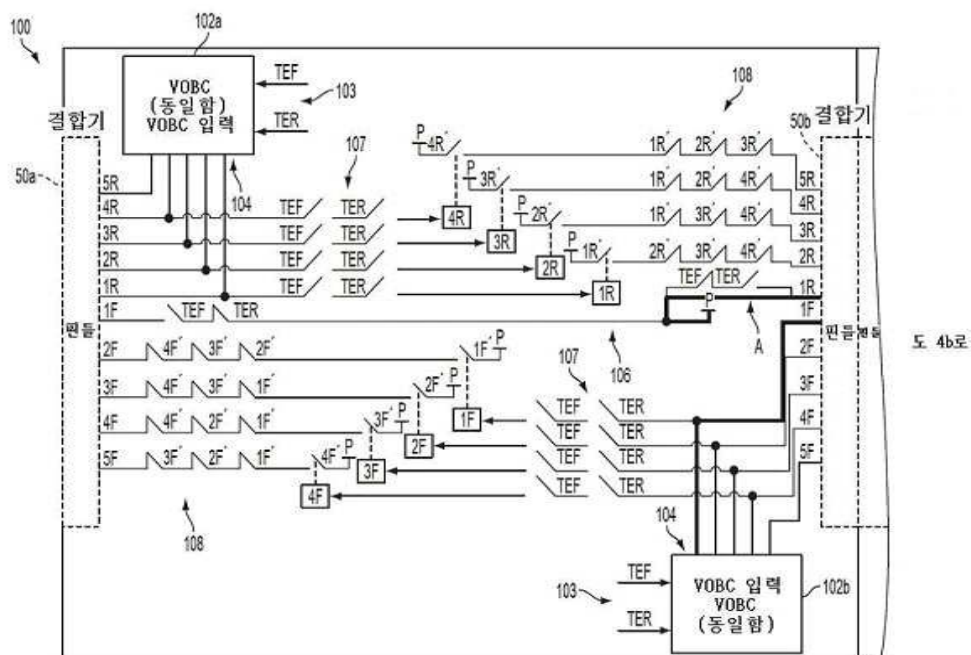 100
102a
VOBC
(동일함)
VOBC 입력
TEF
TER
103
108
결합기
50a
104
107
50b
결합기
5R
4R
3R
2R
1R
1F
핀들
2F
3F
4F
5F
TEF TER
TEF TER
TEF TER
TEF TER
4R
3R
2R
1R
P 4R' 1R' 2R' 3R'
P 3R' 1R' 2R' 4R'
P 2R' 1R' 3R' 4R'
P 1R' 2R' 3R' 4R'
TEF TER
P
A
106
5R
4R
3R
2R
1R
1F
핀들
2F
3F
4F
5F
도 4b로
TEF TER
4F' 3F' 2F' 1F' P
4F' 3F' 1F' 2F' P
4F' 2F' 1F' 3F' P
3F' 2F' 1F' 4F' P
1F
2F
3F
4F
107
TEF TER
TEF TER
TEF TER
TEF TER
108
104
103
TEF
TER
VOBC 입력
VOBC
(동일함)
102b